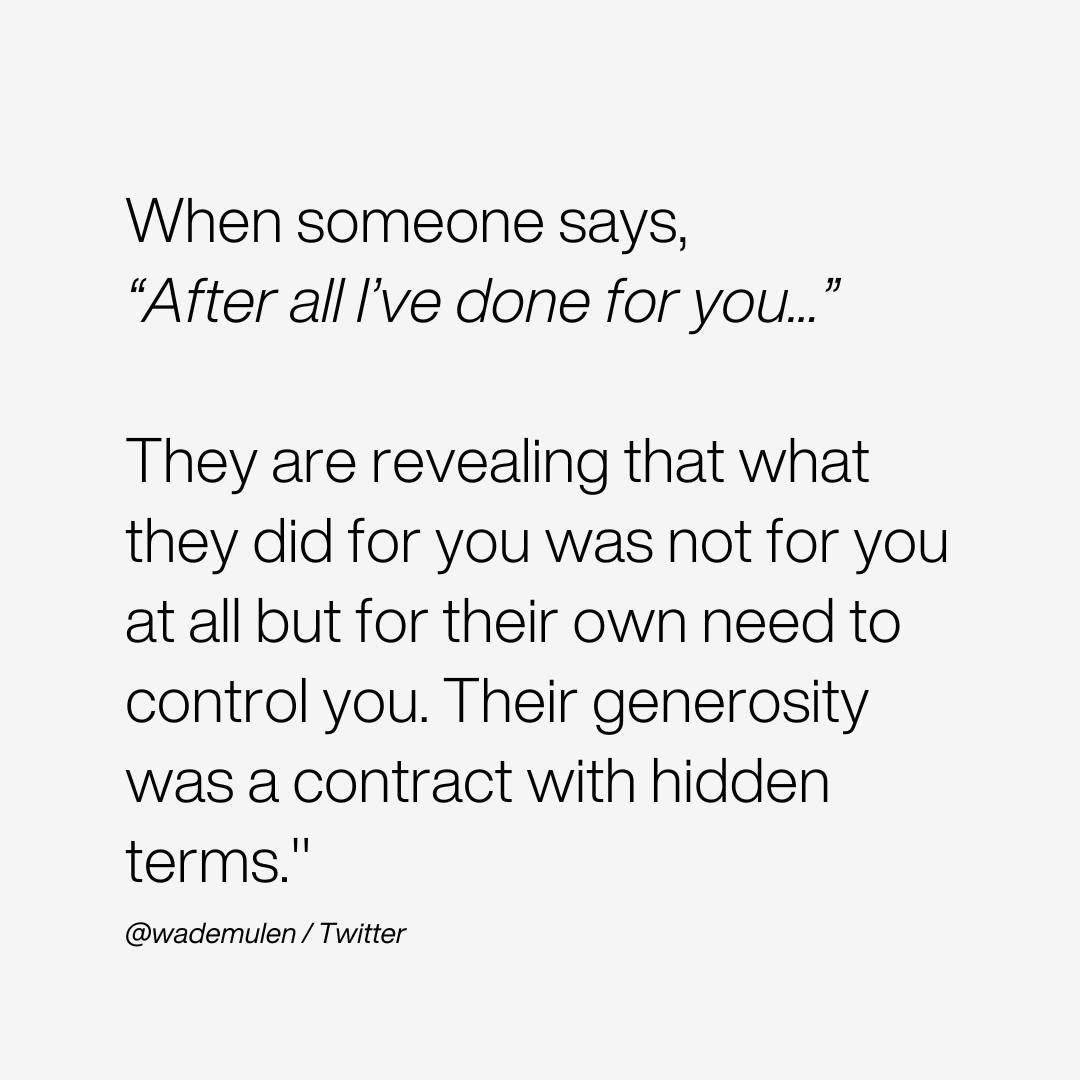 When someone says,
“After all I’ve done for you...”
They are revealing that what
they did for you was not for you
at all but for their own need to
control you. Their generosity
was a contract with hidden
terms."
@wademulen / Twitter